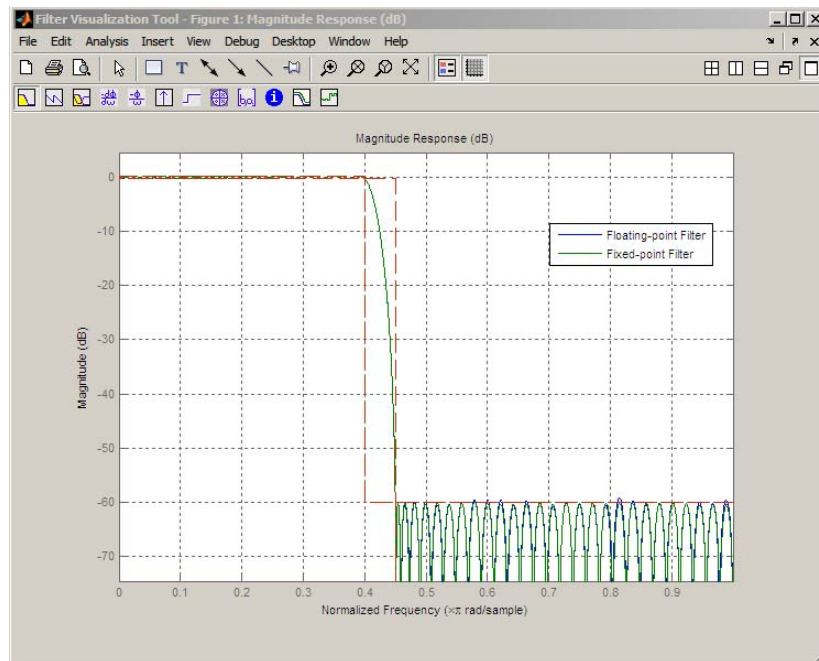 Filter Visualization Tool - Figure 1: Magnitude Response (dB)
File Edit Analysis Insert View Debug Desktop Window Help
Magnitude Response (dB)
0
-10
-20
-30
-40
-50
-60
-70
Magnitude (dB)
Floating-point Filter
Fixed-point Filter
0 0.1 0.2 0.3 0.4 0.5 0.6 0.7 0.8 0.9
Normalized Frequency (×π rad/sample)